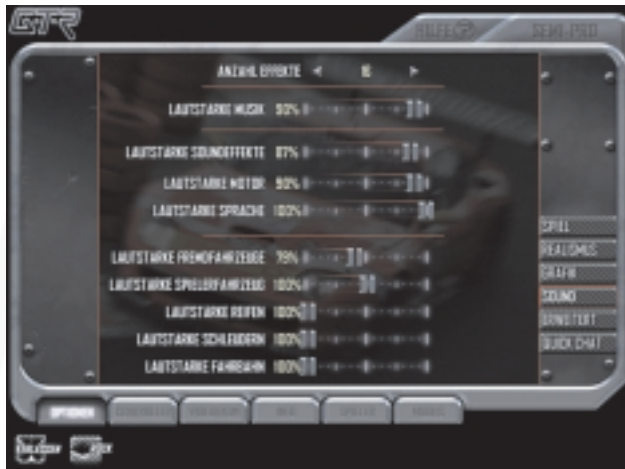 GTR
HILFE
SEMI-PRO
ANZAHL EFFEKTE 16
LAUTSTÄRKE MUSIK 90%
LAUTSTÄRKE SOUNDEFFEKTE 87%
LAUTSTÄRKE MOTOR 90%
LAUTSTÄRKE SPRACHE 100%
LAUTSTÄRKE FREMDFAHRZEUGE 79%
LAUTSTÄRKE SPIELERFAHRZEUG 100%
LAUTSTÄRKE REIFEN 100%
LAUTSTÄRKE SCHLEUDERN 100%
LAUTSTÄRKE FAHRBAHN 100%
SPIEL
REALISMUS
GRAFIK
SOUND
ERWEITERT
QUICK CHAT
OPTIONEN